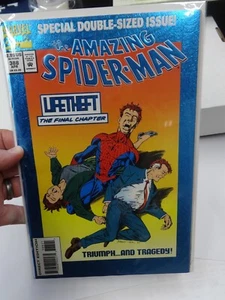 SPECIAL DOUBLE-SIZED ISSUE!
THE AMAZING
SPIDER-MAN
388
LIFETHEFT
THE FINAL CHAPTER
TRIUMPH...AND TRAGEDY!